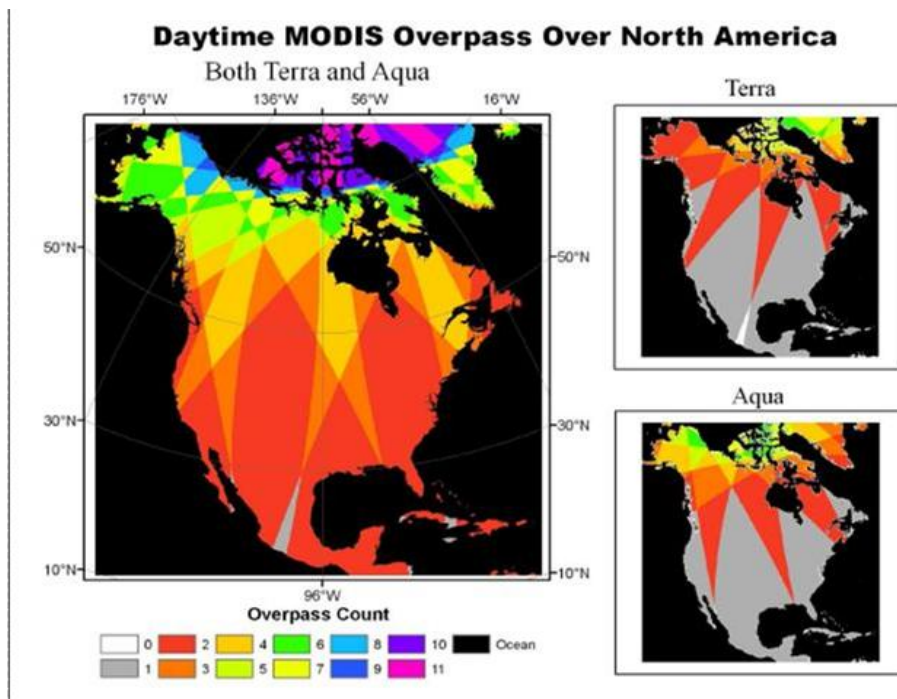 Daytime MODIS Overpass Over North America
Both Terra and Aqua
176°W 136°W 56°W 16°W
50°N 50°N
30°N 30°N
10°N 10°N
96°W
Overpass Count
0 2 4 6 8 10 Ocean
1 3 5 7 9 11
Terra
Aqua